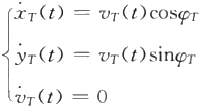 ẋ_T(t) = v_T(t)cosφ_T
ẏ_T(t) = v_T(t)sinφ_T
v̇_T(t) = 0